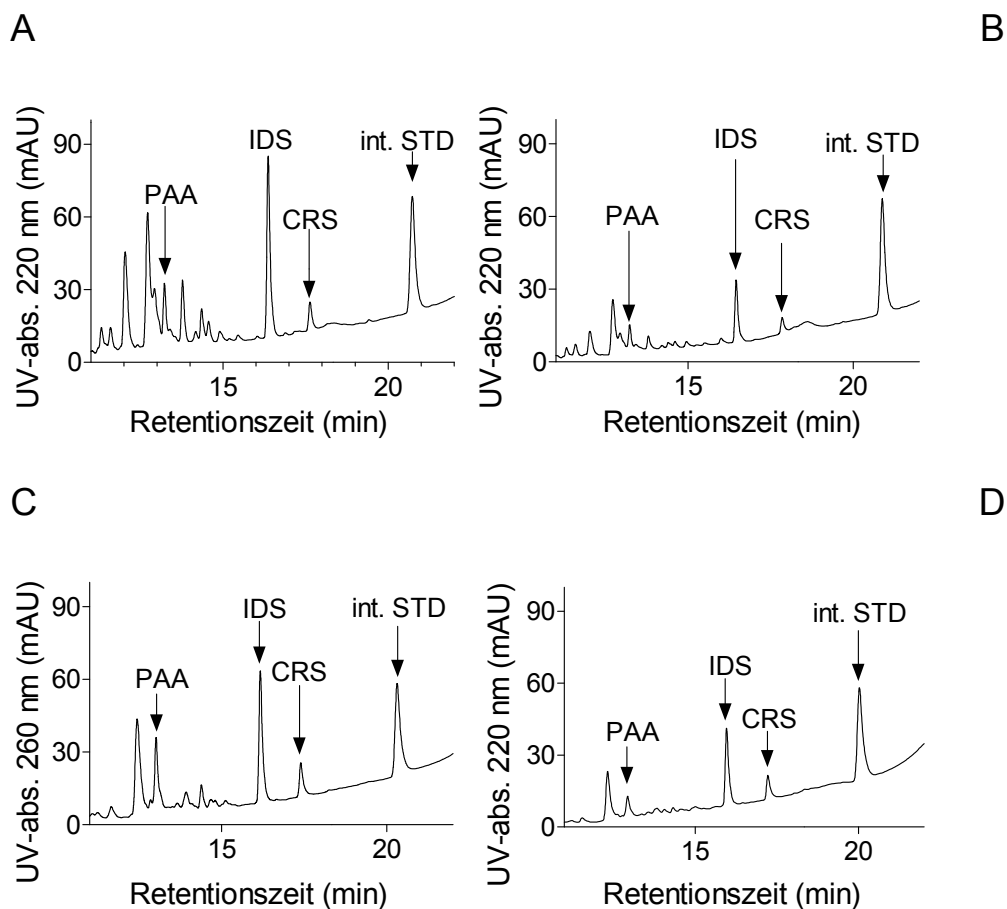 A
B
UV-abs. 220 nm (mAU)
90
60
30
0
PAA
IDS
CRS
int. STD
15
20
Retentionszeit (min)
UV-abs. 220 nm (mAU)
90
60
30
0
PAA
IDS
CRS
int. STD
15
20
Retentionszeit (min)
C
D
UV-abs. 260 nm (mAU)
90
60
30
0
PAA
IDS
CRS
int. STD
15
20
Retentionszeit (min)
UV-abs. 220 nm (mAU)
90
60
30
0
PAA
IDS
CRS
int. STD
15
20
Retentionszeit (min)